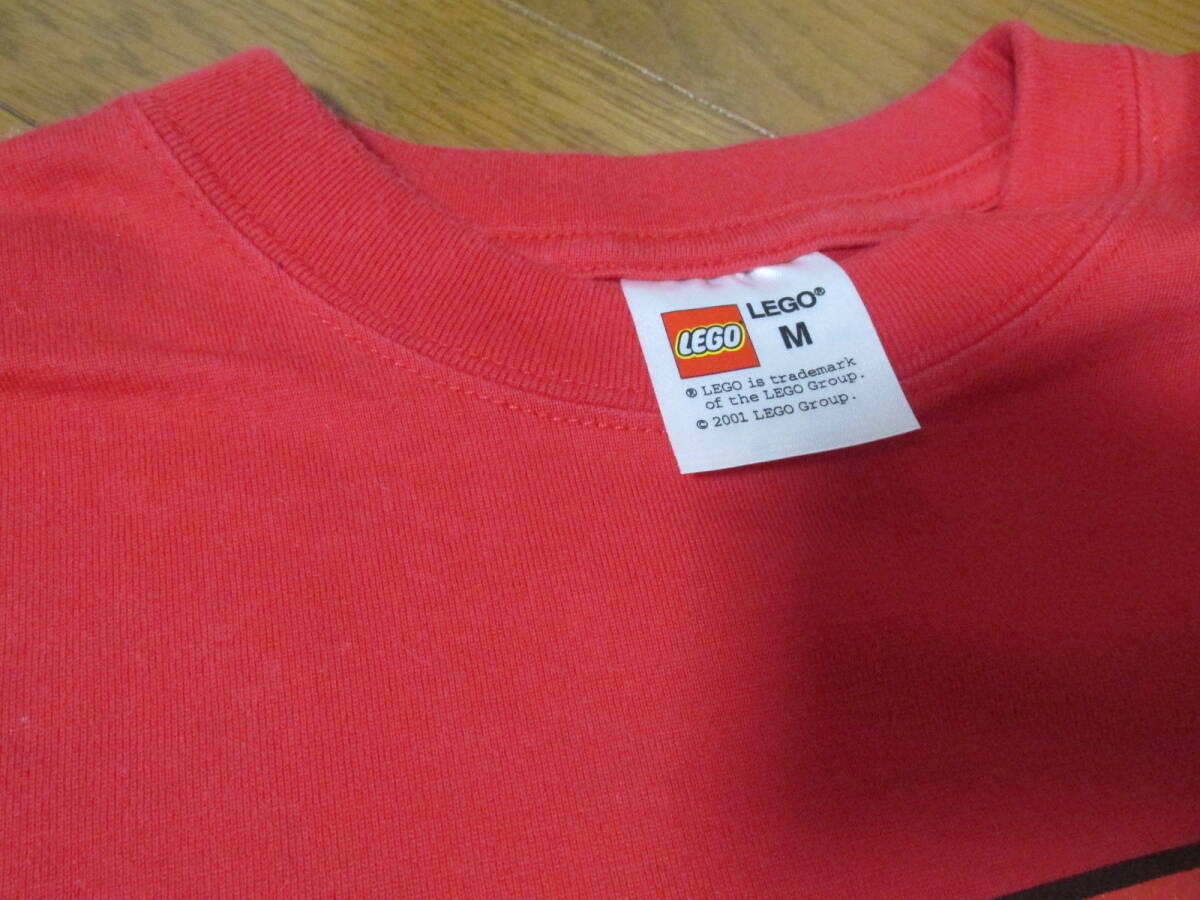 LEGO
LEGO®
M
® LEGO is trademark
of the LEGO Group.
© 2001 LEGO Group.